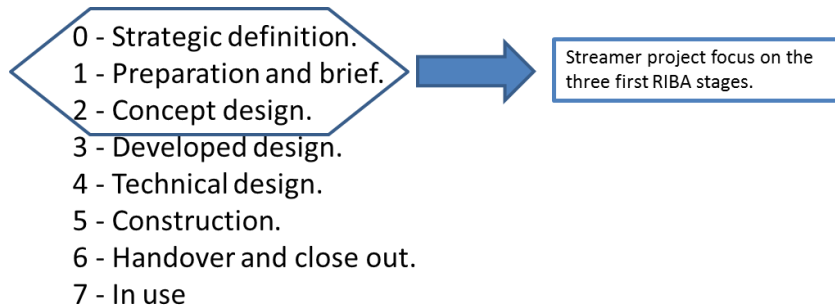 0 - Strategic definition.
1 - Preparation and brief.
2 - Concept design.
3 - Developed design.
4 - Technical design.
5 - Construction.
6 - Handover and close out.
7 - In use
Streamer project focus on the
three first RIBA stages.